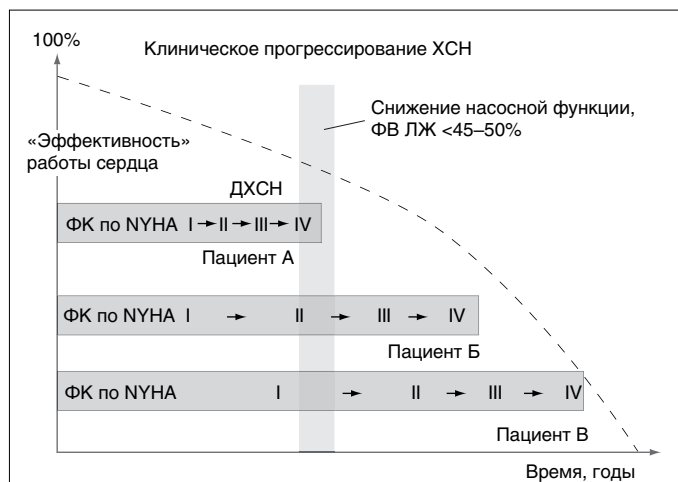 100%
Клиническое прогрессирование ХСН
Снижение насосной функции,
ФВ ЛЖ <45–50%
«Эффективность»
работы сердца
ДХСН
ФК по NYHA I → II → III → IV
Пациент А
ФК по NYHA I → II → III → IV
Пациент Б
ФК по NYHA I → II → III → IV
Пациент В
Время, годы